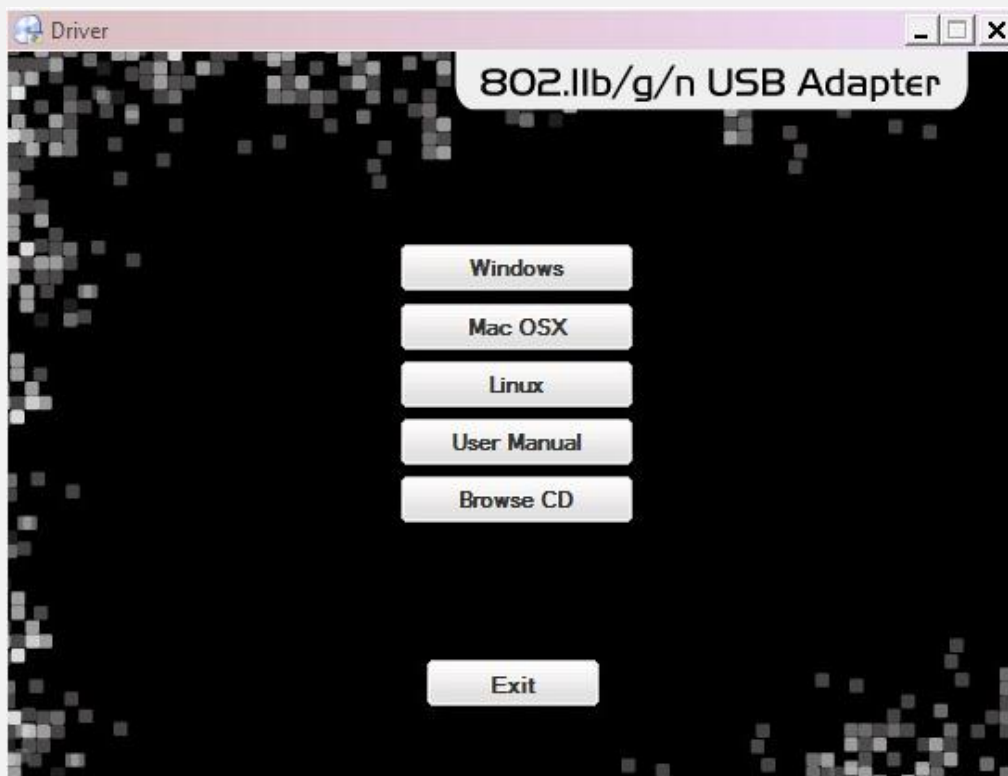 Driver
802.11b/g/n USB Adapter
Windows
Mac OSX
Linux
User Manual
Browse CD
Exit